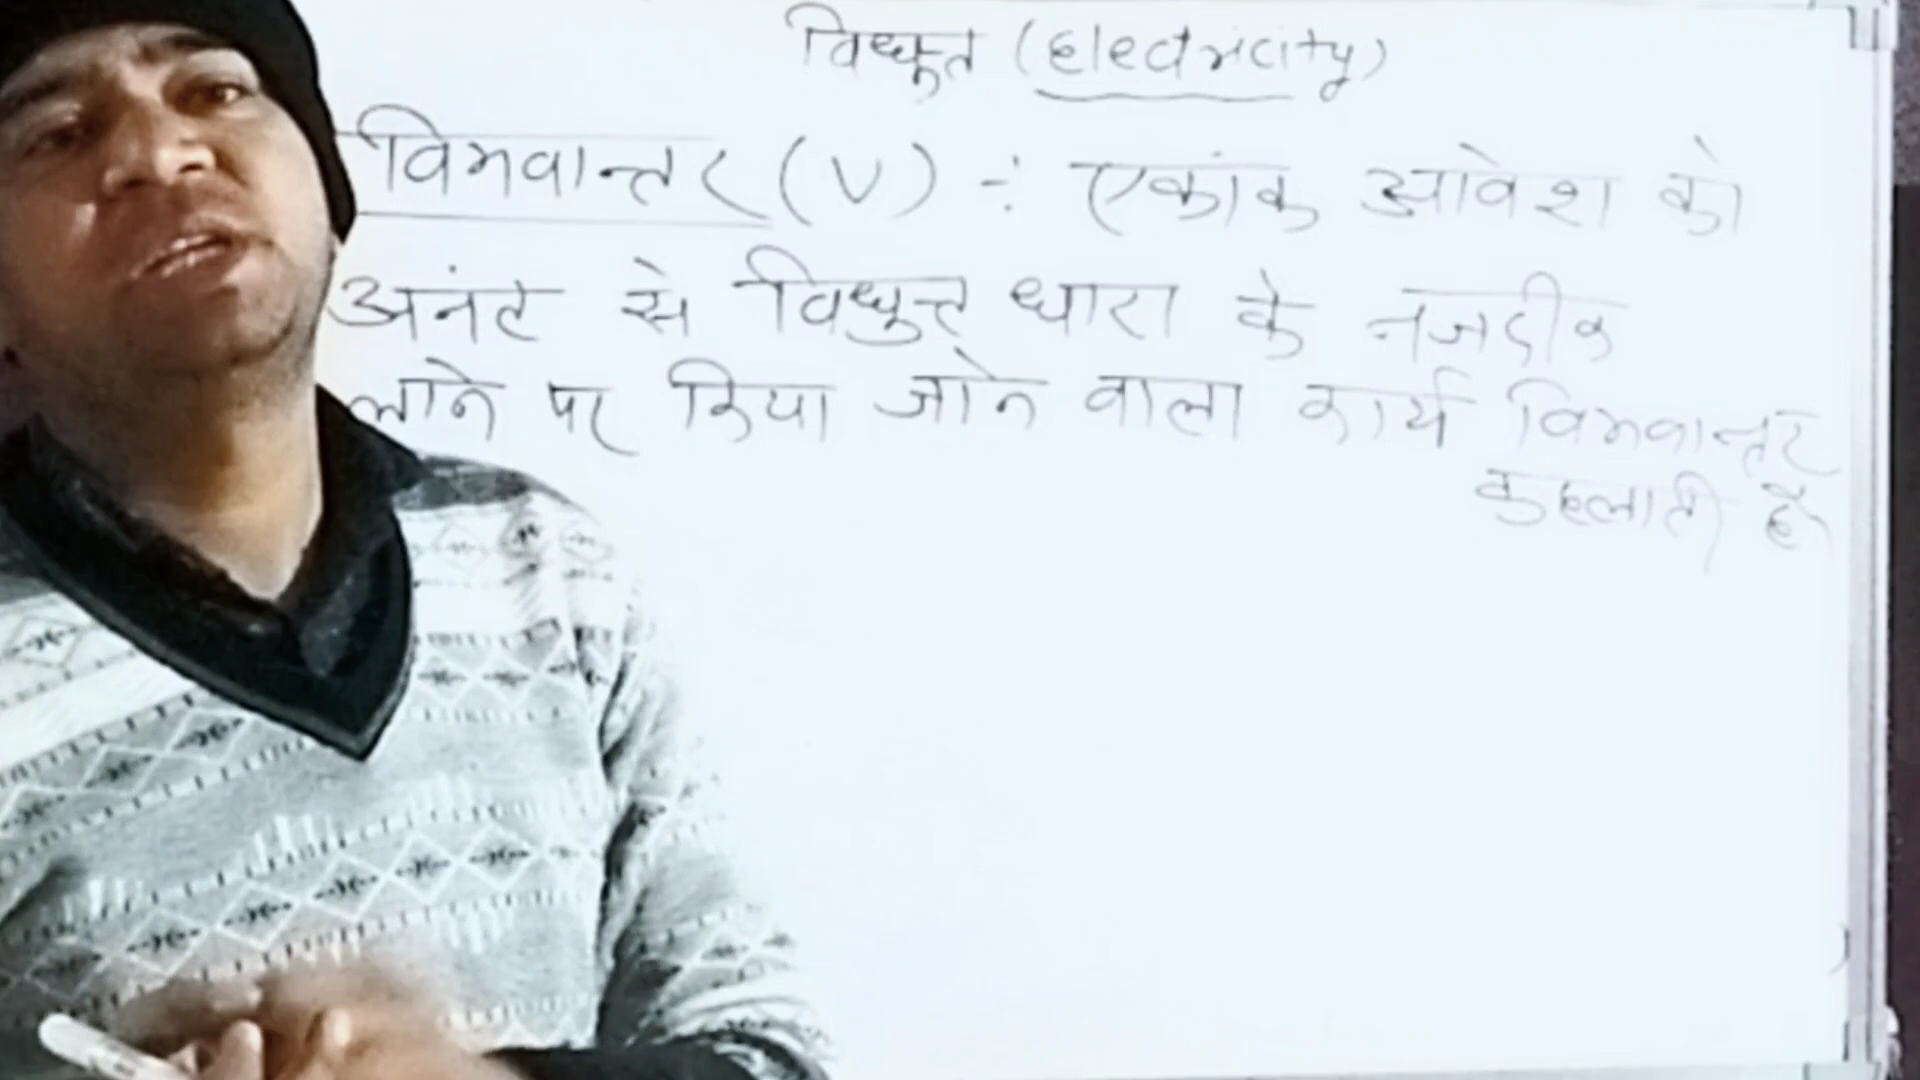 विधुत (Electricity)
विभवान्तर (V) ÷ एकांक आवेश को
अनंत से विधुत धारा के नजदीक
लाने पर किया जाने वाला कार्य विभवान्तर
कहलाती है